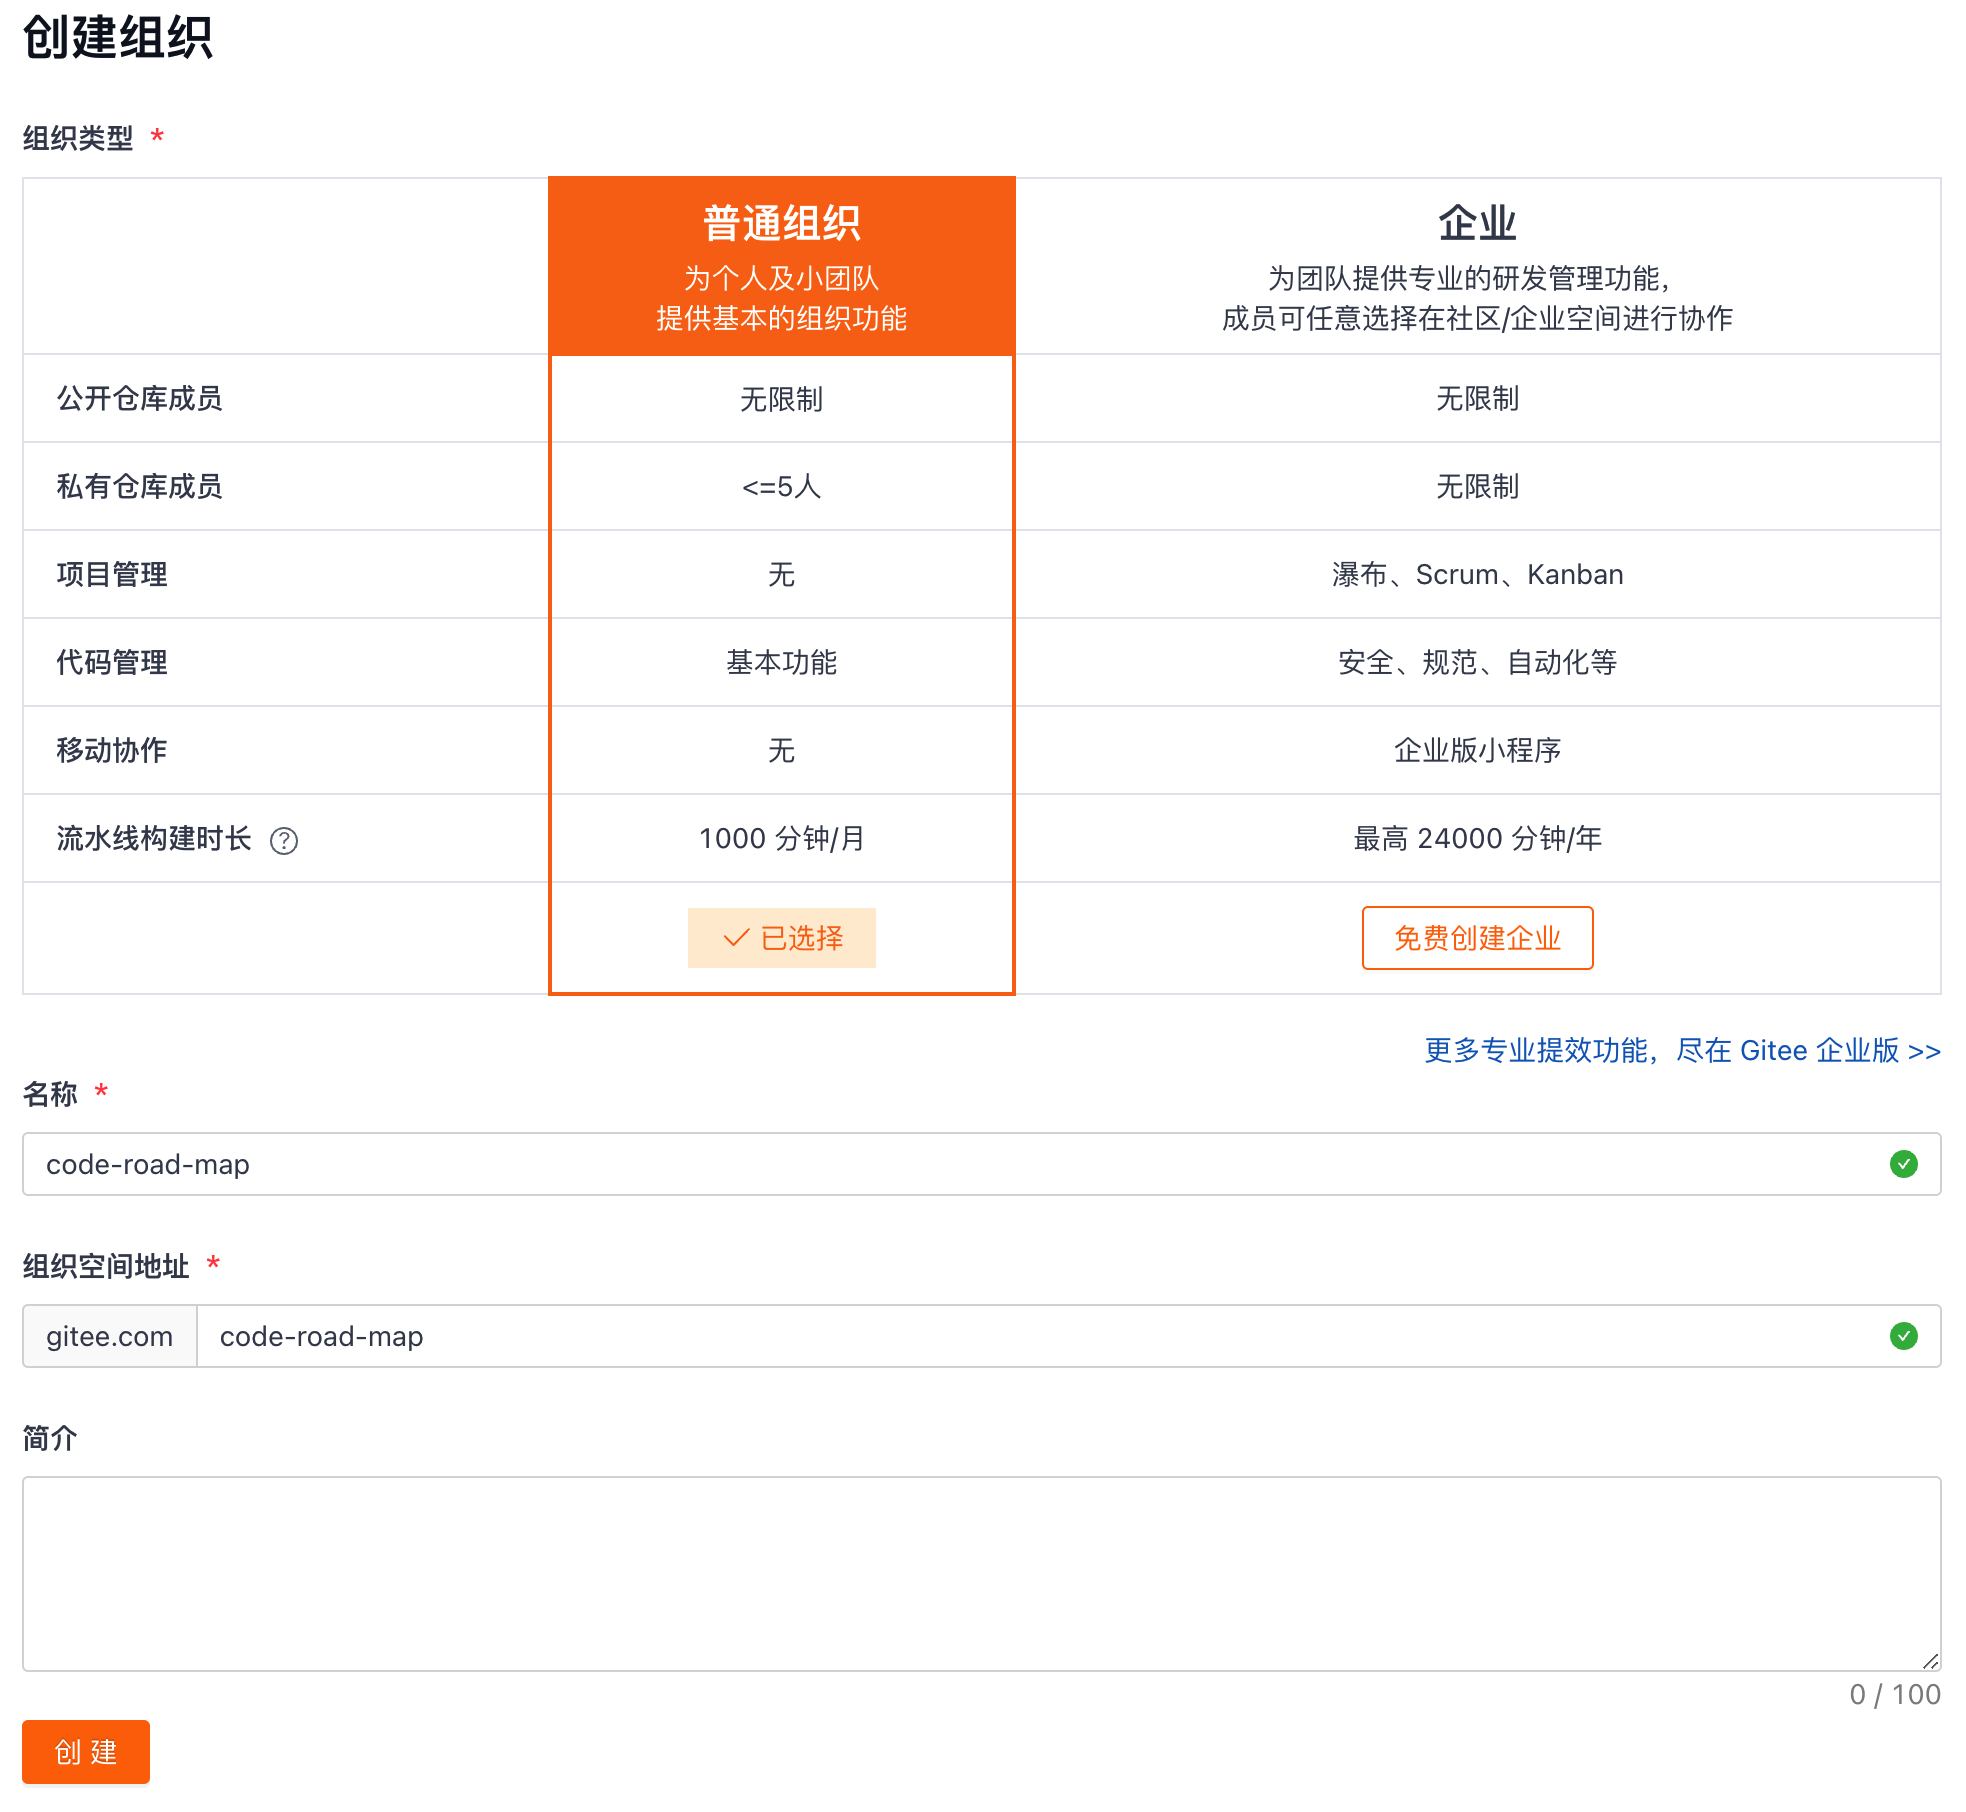 创建组织
组织类型 *
普通组织
为个人及小团队
提供基本的组织功能
企业
为团队提供专业的研发管理功能，
成员可任意选择在社区/企业空间进行协作
公开仓库成员
无限制
无限制
私有仓库成员
<=5人
无限制
项目管理
无
瀑布、Scrum、Kanban
代码管理
基本功能
安全、规范、自动化等
移动协作
无
企业版小程序
流水线构建时长 ?
1000 分钟/月
最高 24000 分钟/年
已选择
免费创建企业
更多专业提效功能，尽在 Gitee 企业版 >>
名称 *
code-road-map
组织空间地址 *
gitee.com
code-road-map
简介
0 / 100
创 建